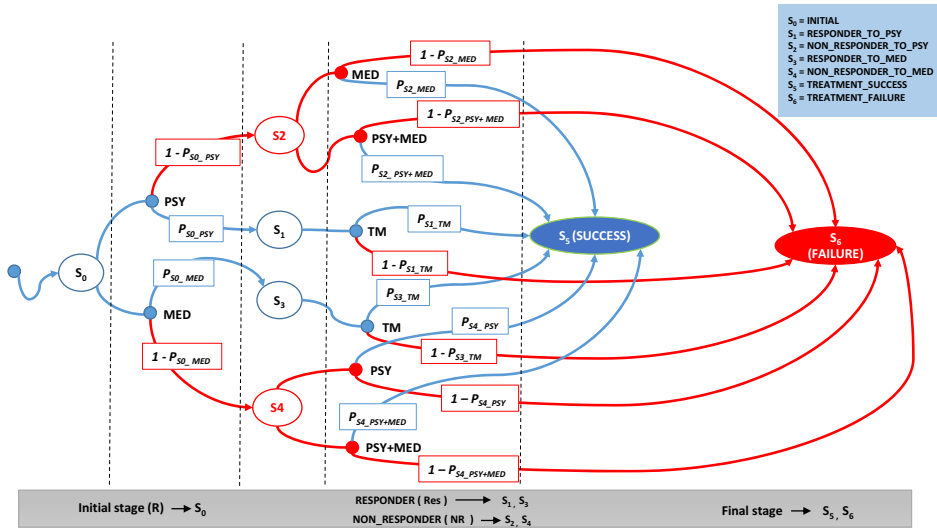 S0 = INITIAL
S1 = RESPONDER_TO_PSY
S2 = NON_RESPONDER_TO_PSY
S3 = RESPONDER_TO_MED
S4 = NON_RESPONDER_TO_MED
S5 = TREATMENT_SUCCESS
S6 = TREATMENT_FAILURE
1 - PS2_MED
MED
PS2_MED
1 - PS2_PSY+ MED
S2
PSY+MED
1 - PS0_PSY
PS2_PSY+ MED
PSY
PS0_PSY
S1
TM
PS1_TM
S5 (SUCCESS)
S6
(FAILURE)
S0
PS0_MED
1 - PS1_TM
S3
PS3_TM
MED
TM
PS4_PSY
1 - PS0_MED
1 - PS3_TM
PSY
1 – PS4_PSY
S4
PS4_PSY+MED
PSY+MED
1 – PS4_PSY+MED
Initial stage (R) → S0
RESPONDER ( Res ) → S1, S3
NON_RESPONDER ( NR ) → S2, S4
Final stage → S5, S6